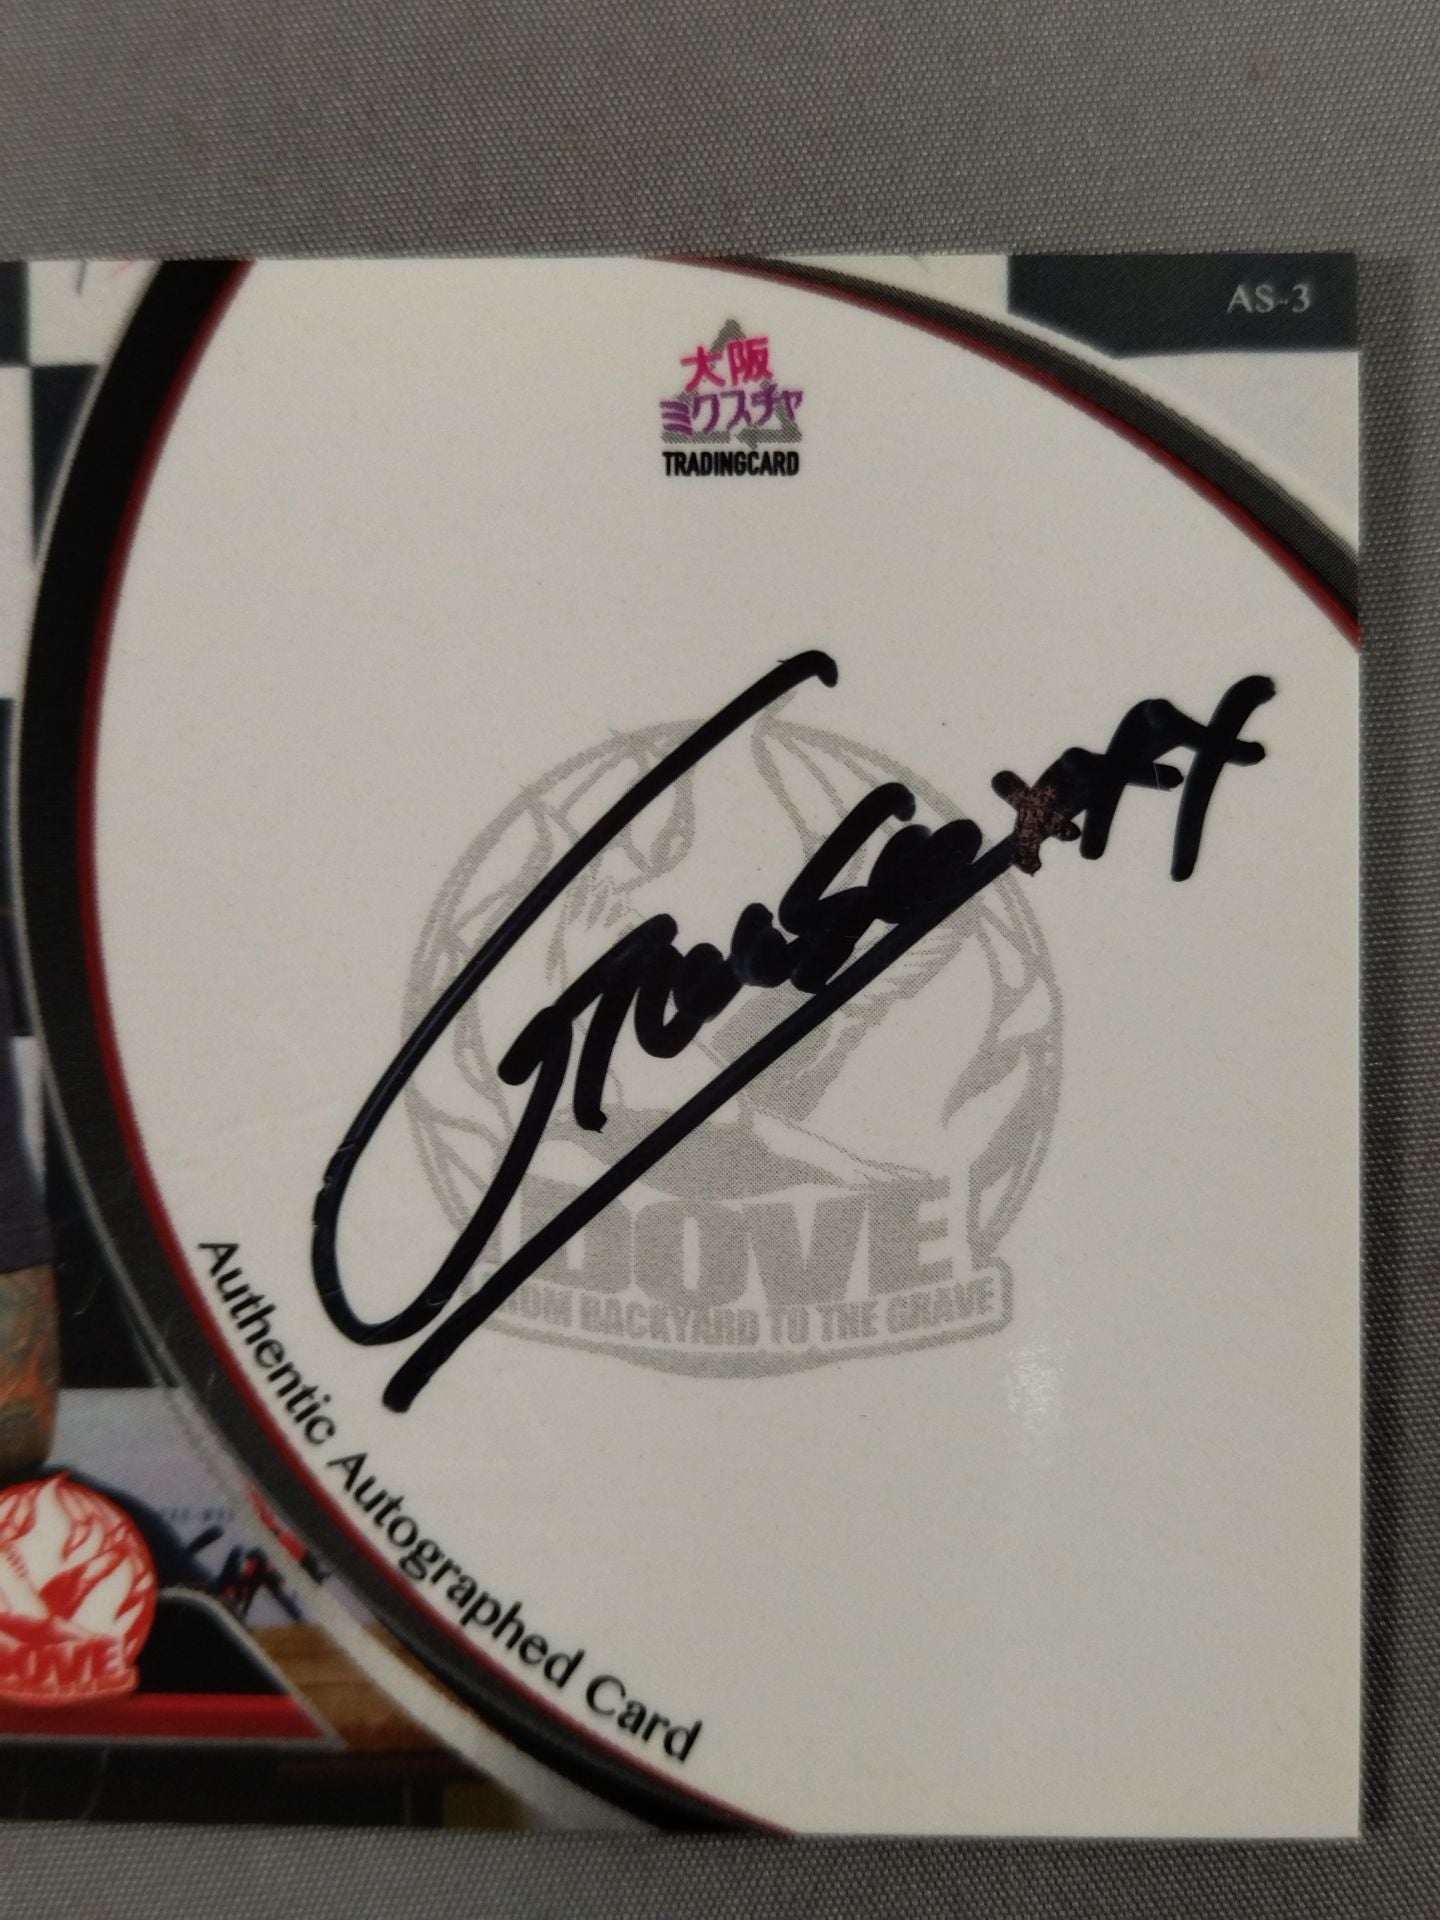 AS-3
大阪
ミクスチャ
TRADINGCARD
DOVE
FROM BACKYARD TO THE GRAVE
Authentic Autographed Card
DOVE